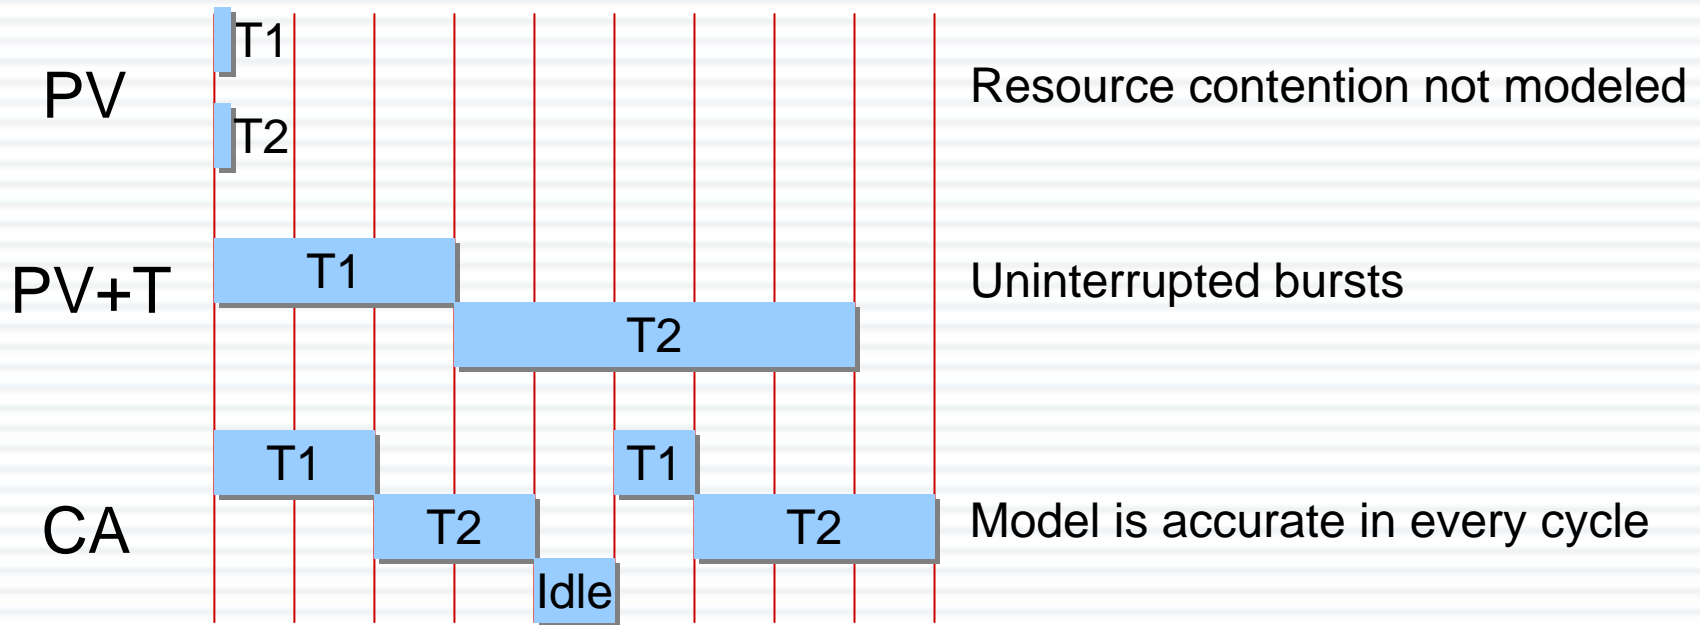 T1
PV
Resource contention not modeled
T2
T1
PV+T
Uninterrupted bursts
T2
T1
T1
CA
T2
T2
Model is accurate in every cycle
Idle